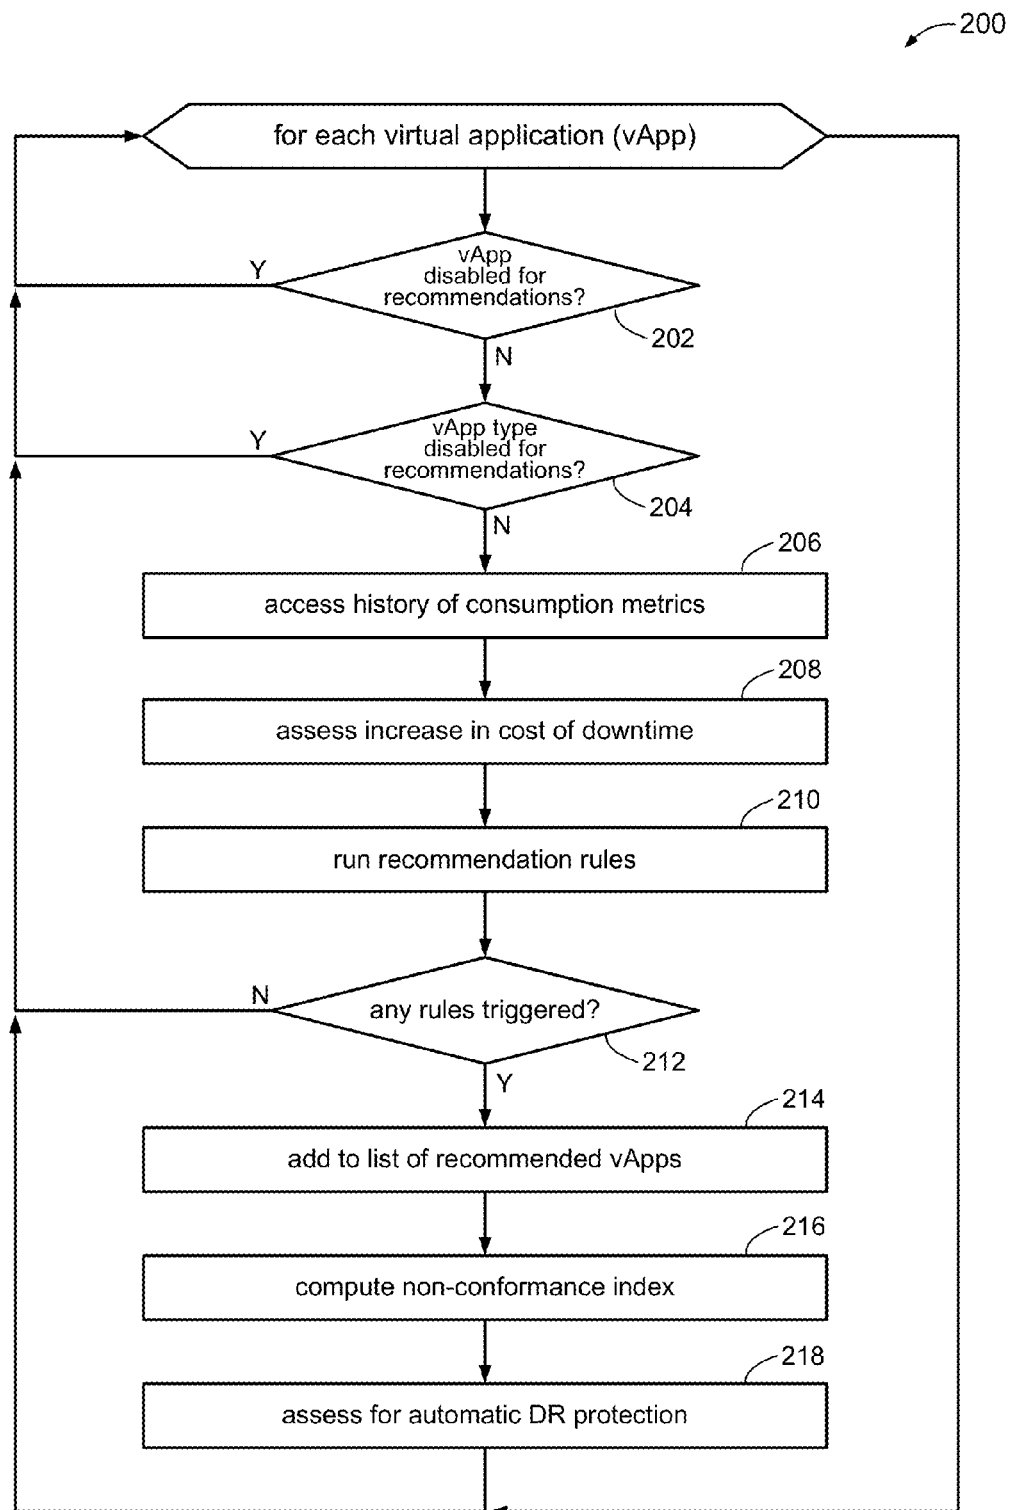 200
for each virtual application (vApp)
Y
vApp
disabled for
recommendations?
202
N
Y
vApp type
disabled for
recommendations?
204
N
206
access history of consumption metrics
208
assess increase in cost of downtime
210
run recommendation rules
N
any rules triggered?
212
Y
214
add to list of recommended vApps
216
compute non-conformance index
218
assess for automatic DR protection